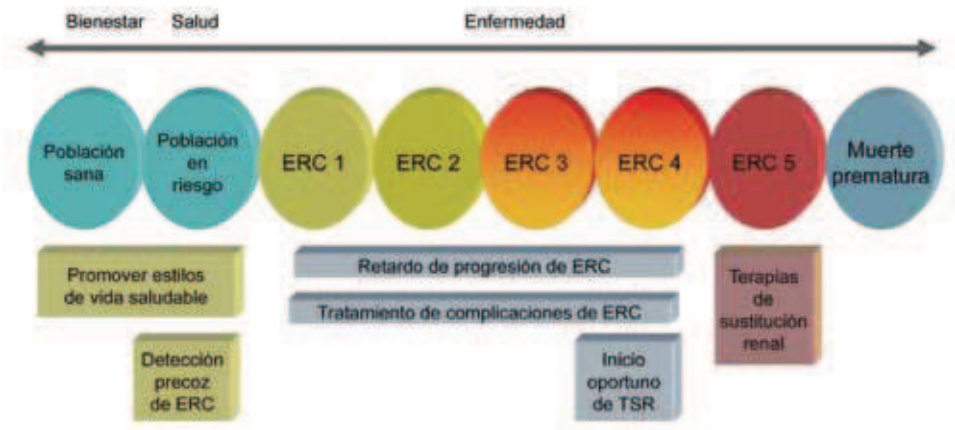 Bienestar Salud Enfermedad
Población
sana
Población
en
riesgo
ERC 1
ERC 2
ERC 3
ERC 4
ERC 5
Muerte
prematura
Promover estilos
de vida saludable
Retardo de progresión de ERC
Terapias
de
sustitución
renal
Tratamiento de complicaciones de ERC
Detección
precoz
de ERC
Inicio
oportuno
de TSR